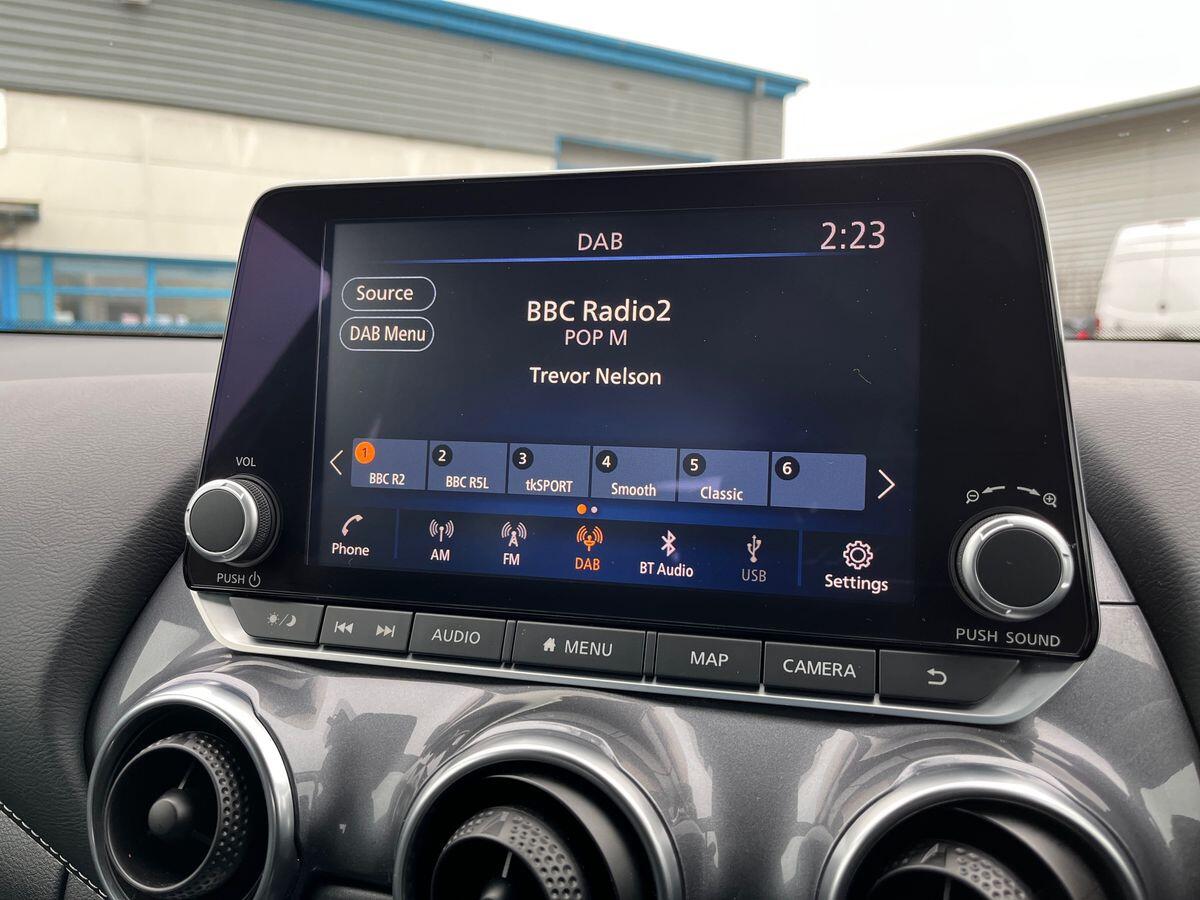 DAB
2:23
Source
DAB Menu
BBC Radio2
POP M
Trevor Nelson
1
BBC R2
2
BBC R5L
3
tkSPORT
4
Smooth
5
Classic
6
Phone
AM
FM
DAB
BT Audio
USB
Settings
VOL
PUSH
PUSH SOUND
AUDIO
MENU
MAP
CAMERA